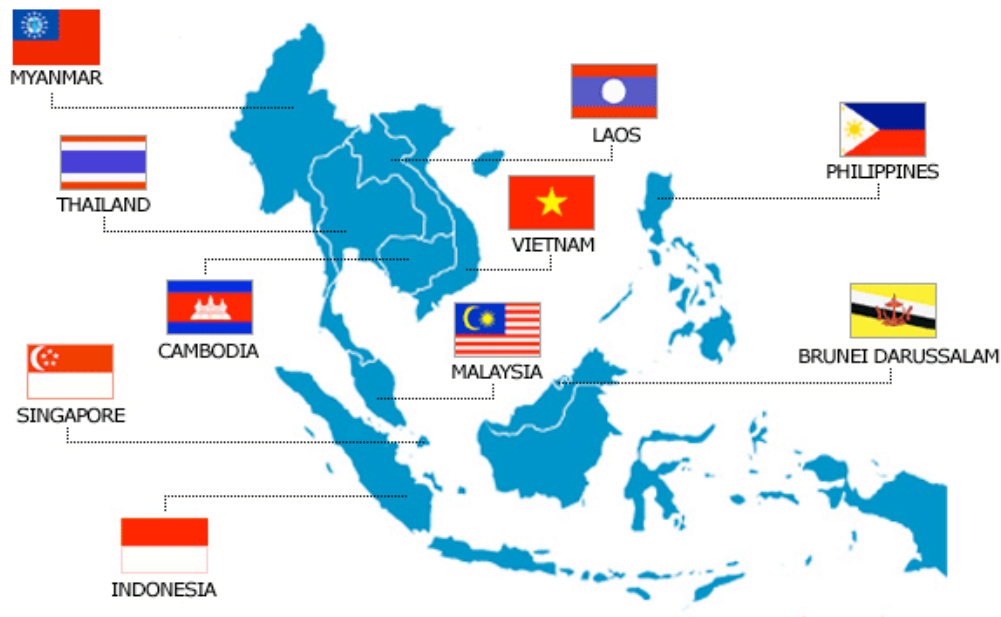 MYANMAR
LAOS
PHILIPPINES
THAILAND
VIETNAM
CAMBODIA
BRUNEI DARUSSALAM
MALAYSIA
SINGAPORE
INDONESIA